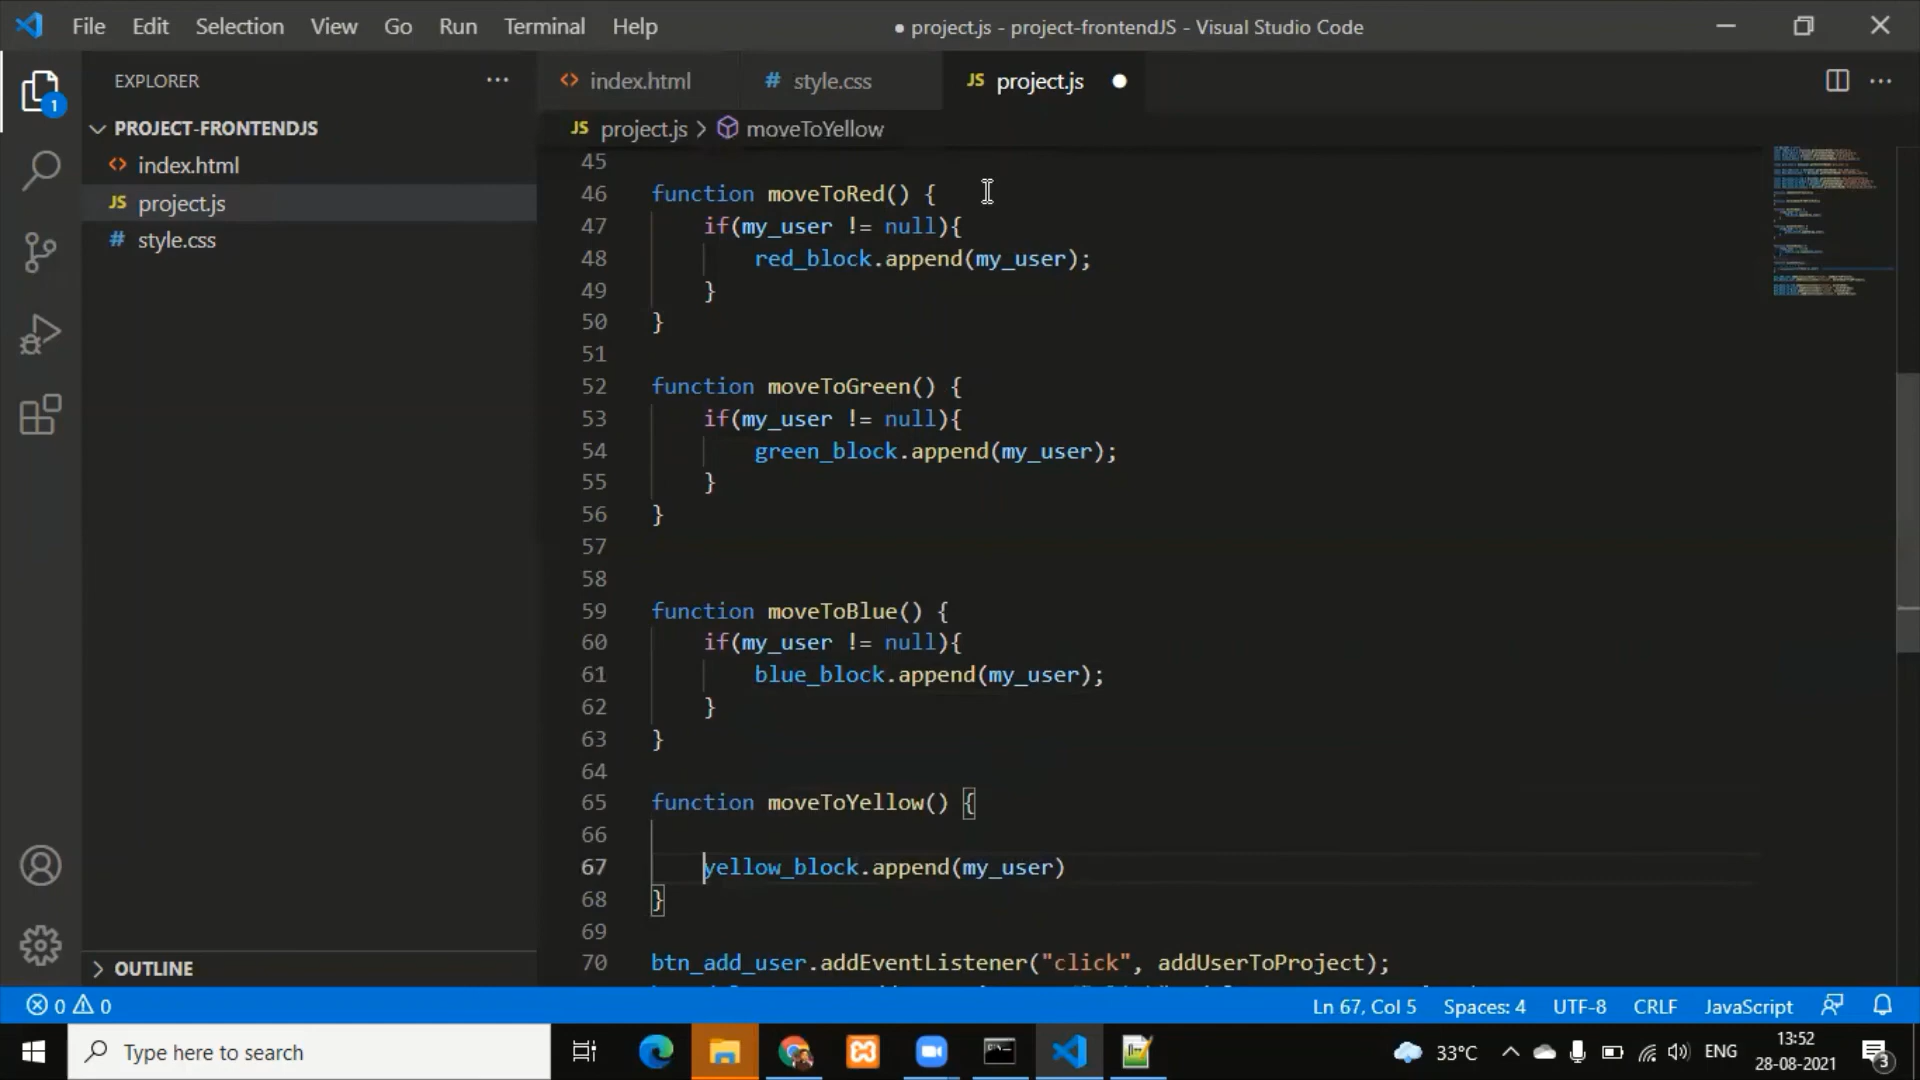 File Edit Selection View Go Run Terminal Help ● project.js - project-frontendJS - Visual Studio Code
EXPLORER
PROJECT-FRONTENDJS
index.html
JS project.js
# style.css
OUTLINE
1
index.html # style.css JS project.js
JS project.js > moveToYellow
45
46 function moveToRed() {
47 if(my_user != null){
48 red_block.append(my_user);
49 }
50 }
51
52 function moveToGreen() {
53 if(my_user != null){
54 green_block.append(my_user);
55 }
56 }
57
58
59 function moveToBlue() {
60 if(my_user != null){
61 blue_block.append(my_user);
62 }
63 }
64
65 function moveToYellow() {
66
67 yellow_block.append(my_user)
68 }
69
70 btn_add_user.addEventListener("click", addUserToProject);
0 0 Ln 67, Col 5 Spaces: 4 UTF-8 CRLF JavaScript
Type here to search 33°C ENG 13:52
28-08-2021 3